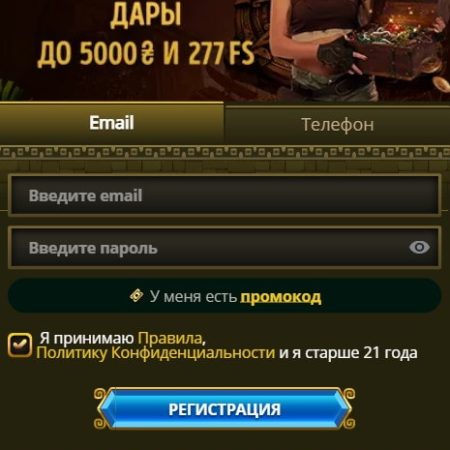 ДАРЫ
ДО 5000 ₴ И 277 FS
Email
Телефон
Введите email
Введите пароль
У меня есть промокод
Я принимаю Правила,
Политику Конфиденциальности и я старше 21 года
РЕГИСТРАЦИЯ